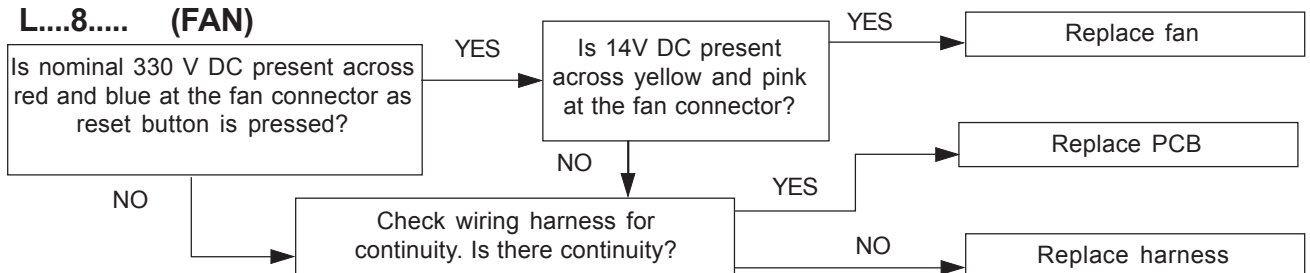 L....8..... (FAN)
Is nominal 330 V DC present across
red and blue at the fan connector as
reset button is pressed?
YES
Is 14V DC present
across yellow and pink
at the fan connector?
YES
Replace fan
NO
NO
Check wiring harness for
continuity. Is there continuity?
YES
Replace PCB
NO
Replace harness